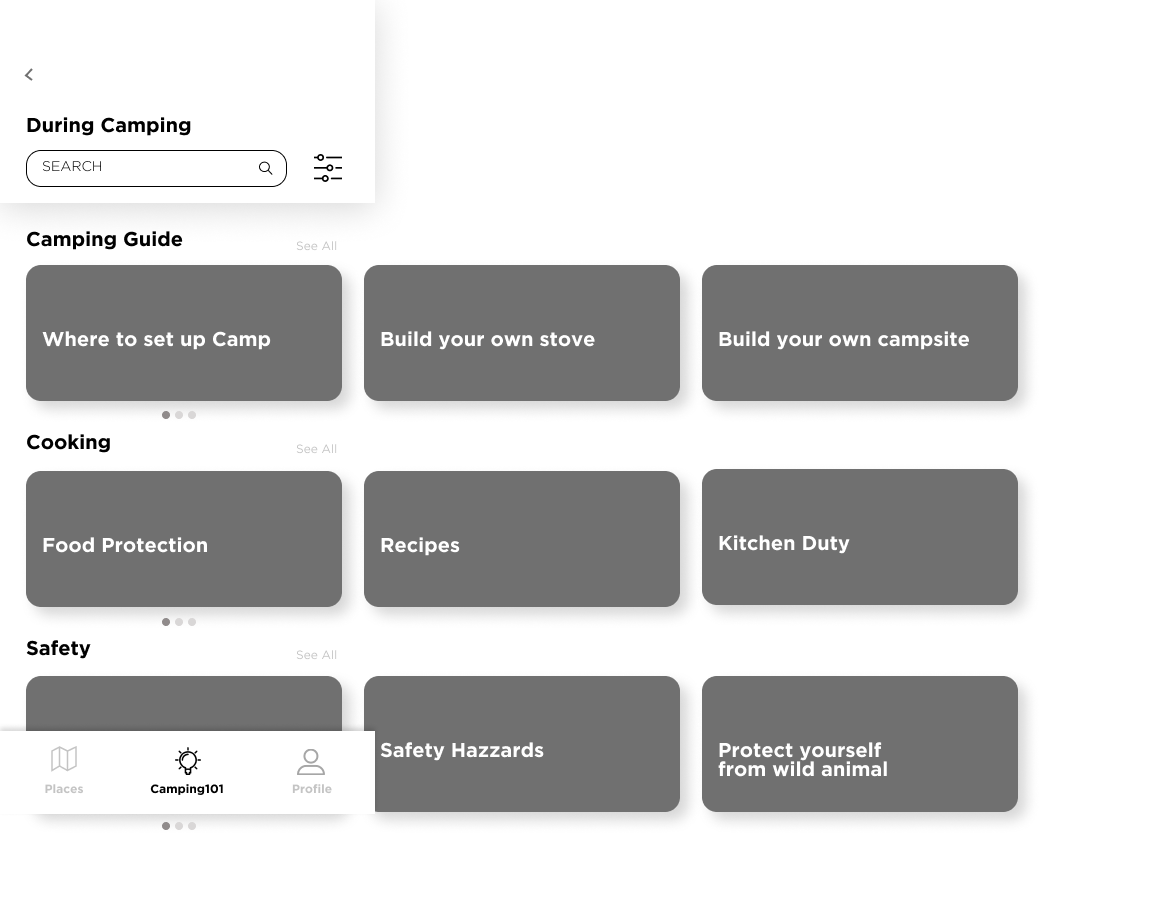 During Camping
SEARCH
Camping Guide
See All
Where to set up Camp
Build your own stove
Build your own campsite
Cooking
See All
Food Protection
Recipes
Kitchen Duty
Safety
See All
Safety Hazzards
Protect yourself
from wild animal
Places
Camping101
Profile